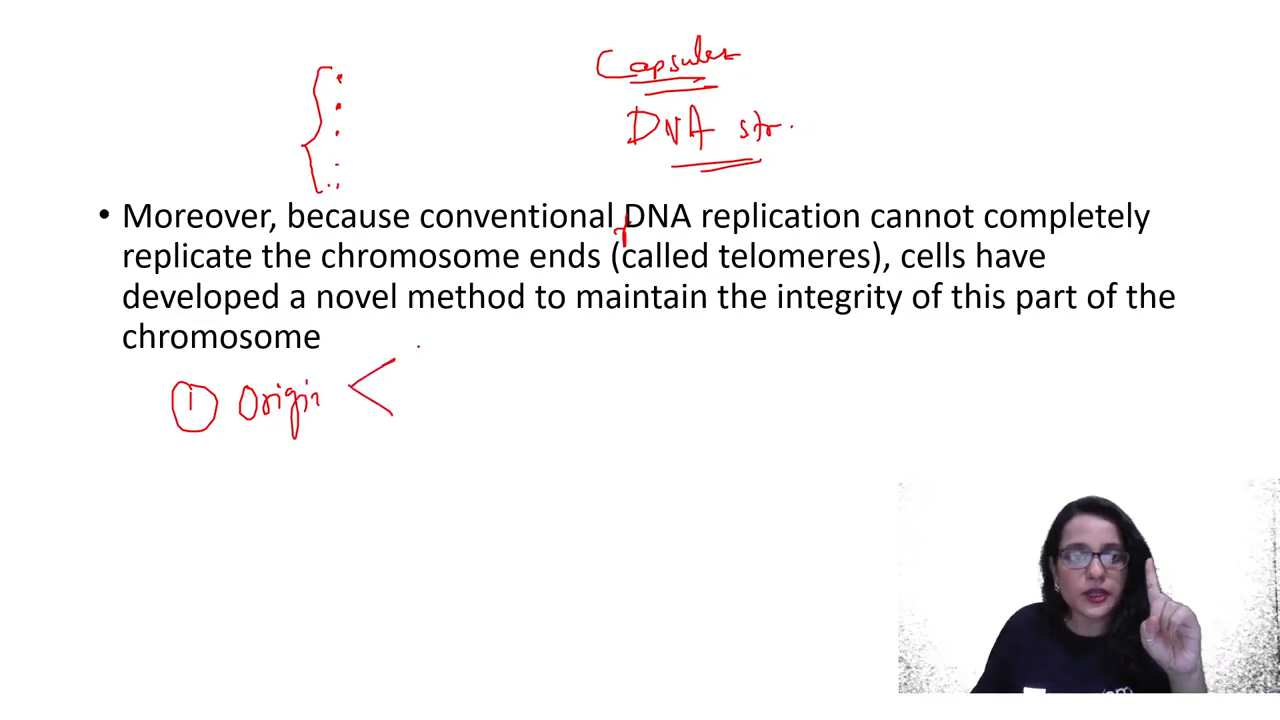 Capsules
DNA str.
• Moreover, because conventional DNA replication cannot completely
replicate the chromosome ends (called telomeres), cells have
developed a novel method to maintain the integrity of this part of the
chromosome
① Origin <